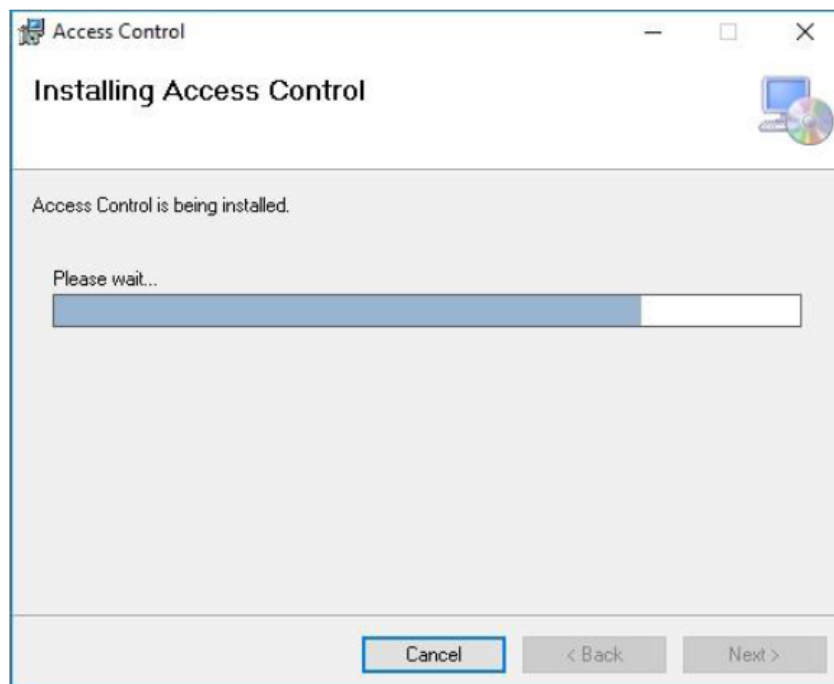 Access Control
Installing Access Control
Access Control is being installed.
Please wait...
Cancel
< Back
Next >